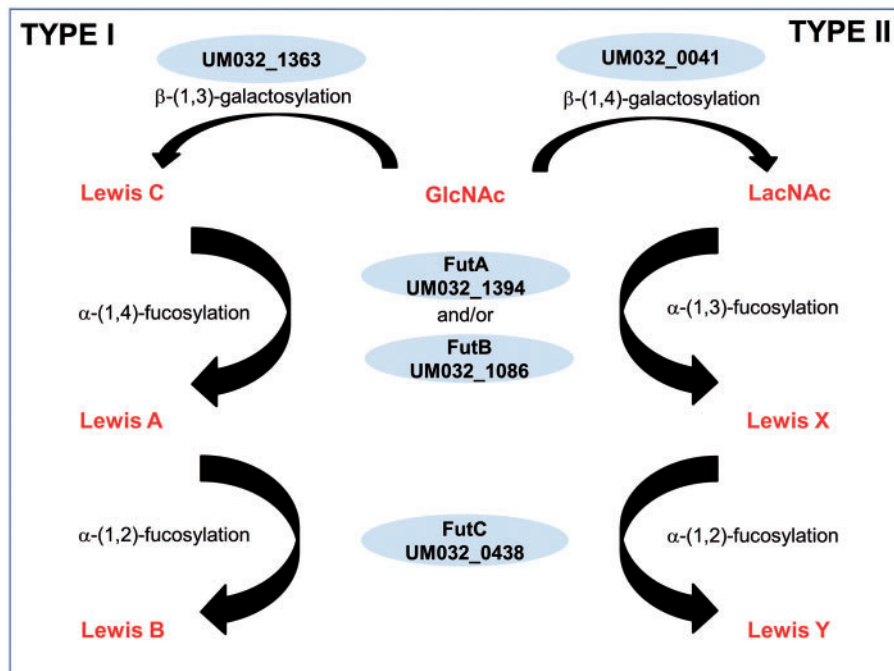 TYPE I
TYPE II
UM032_1363
UM032_0041
β-(1,3)-galactosylation
β-(1,4)-galactosylation
Lewis C
GlcNAc
LacNAc
FutA
UM032_1394
α-(1,4)-fucosylation
and/or
α-(1,3)-fucosylation
FutB
UM032_1086
Lewis A
Lewis X
α-(1,2)-fucosylation
FutC
UM032_0438
α-(1,2)-fucosylation
Lewis B
Lewis Y